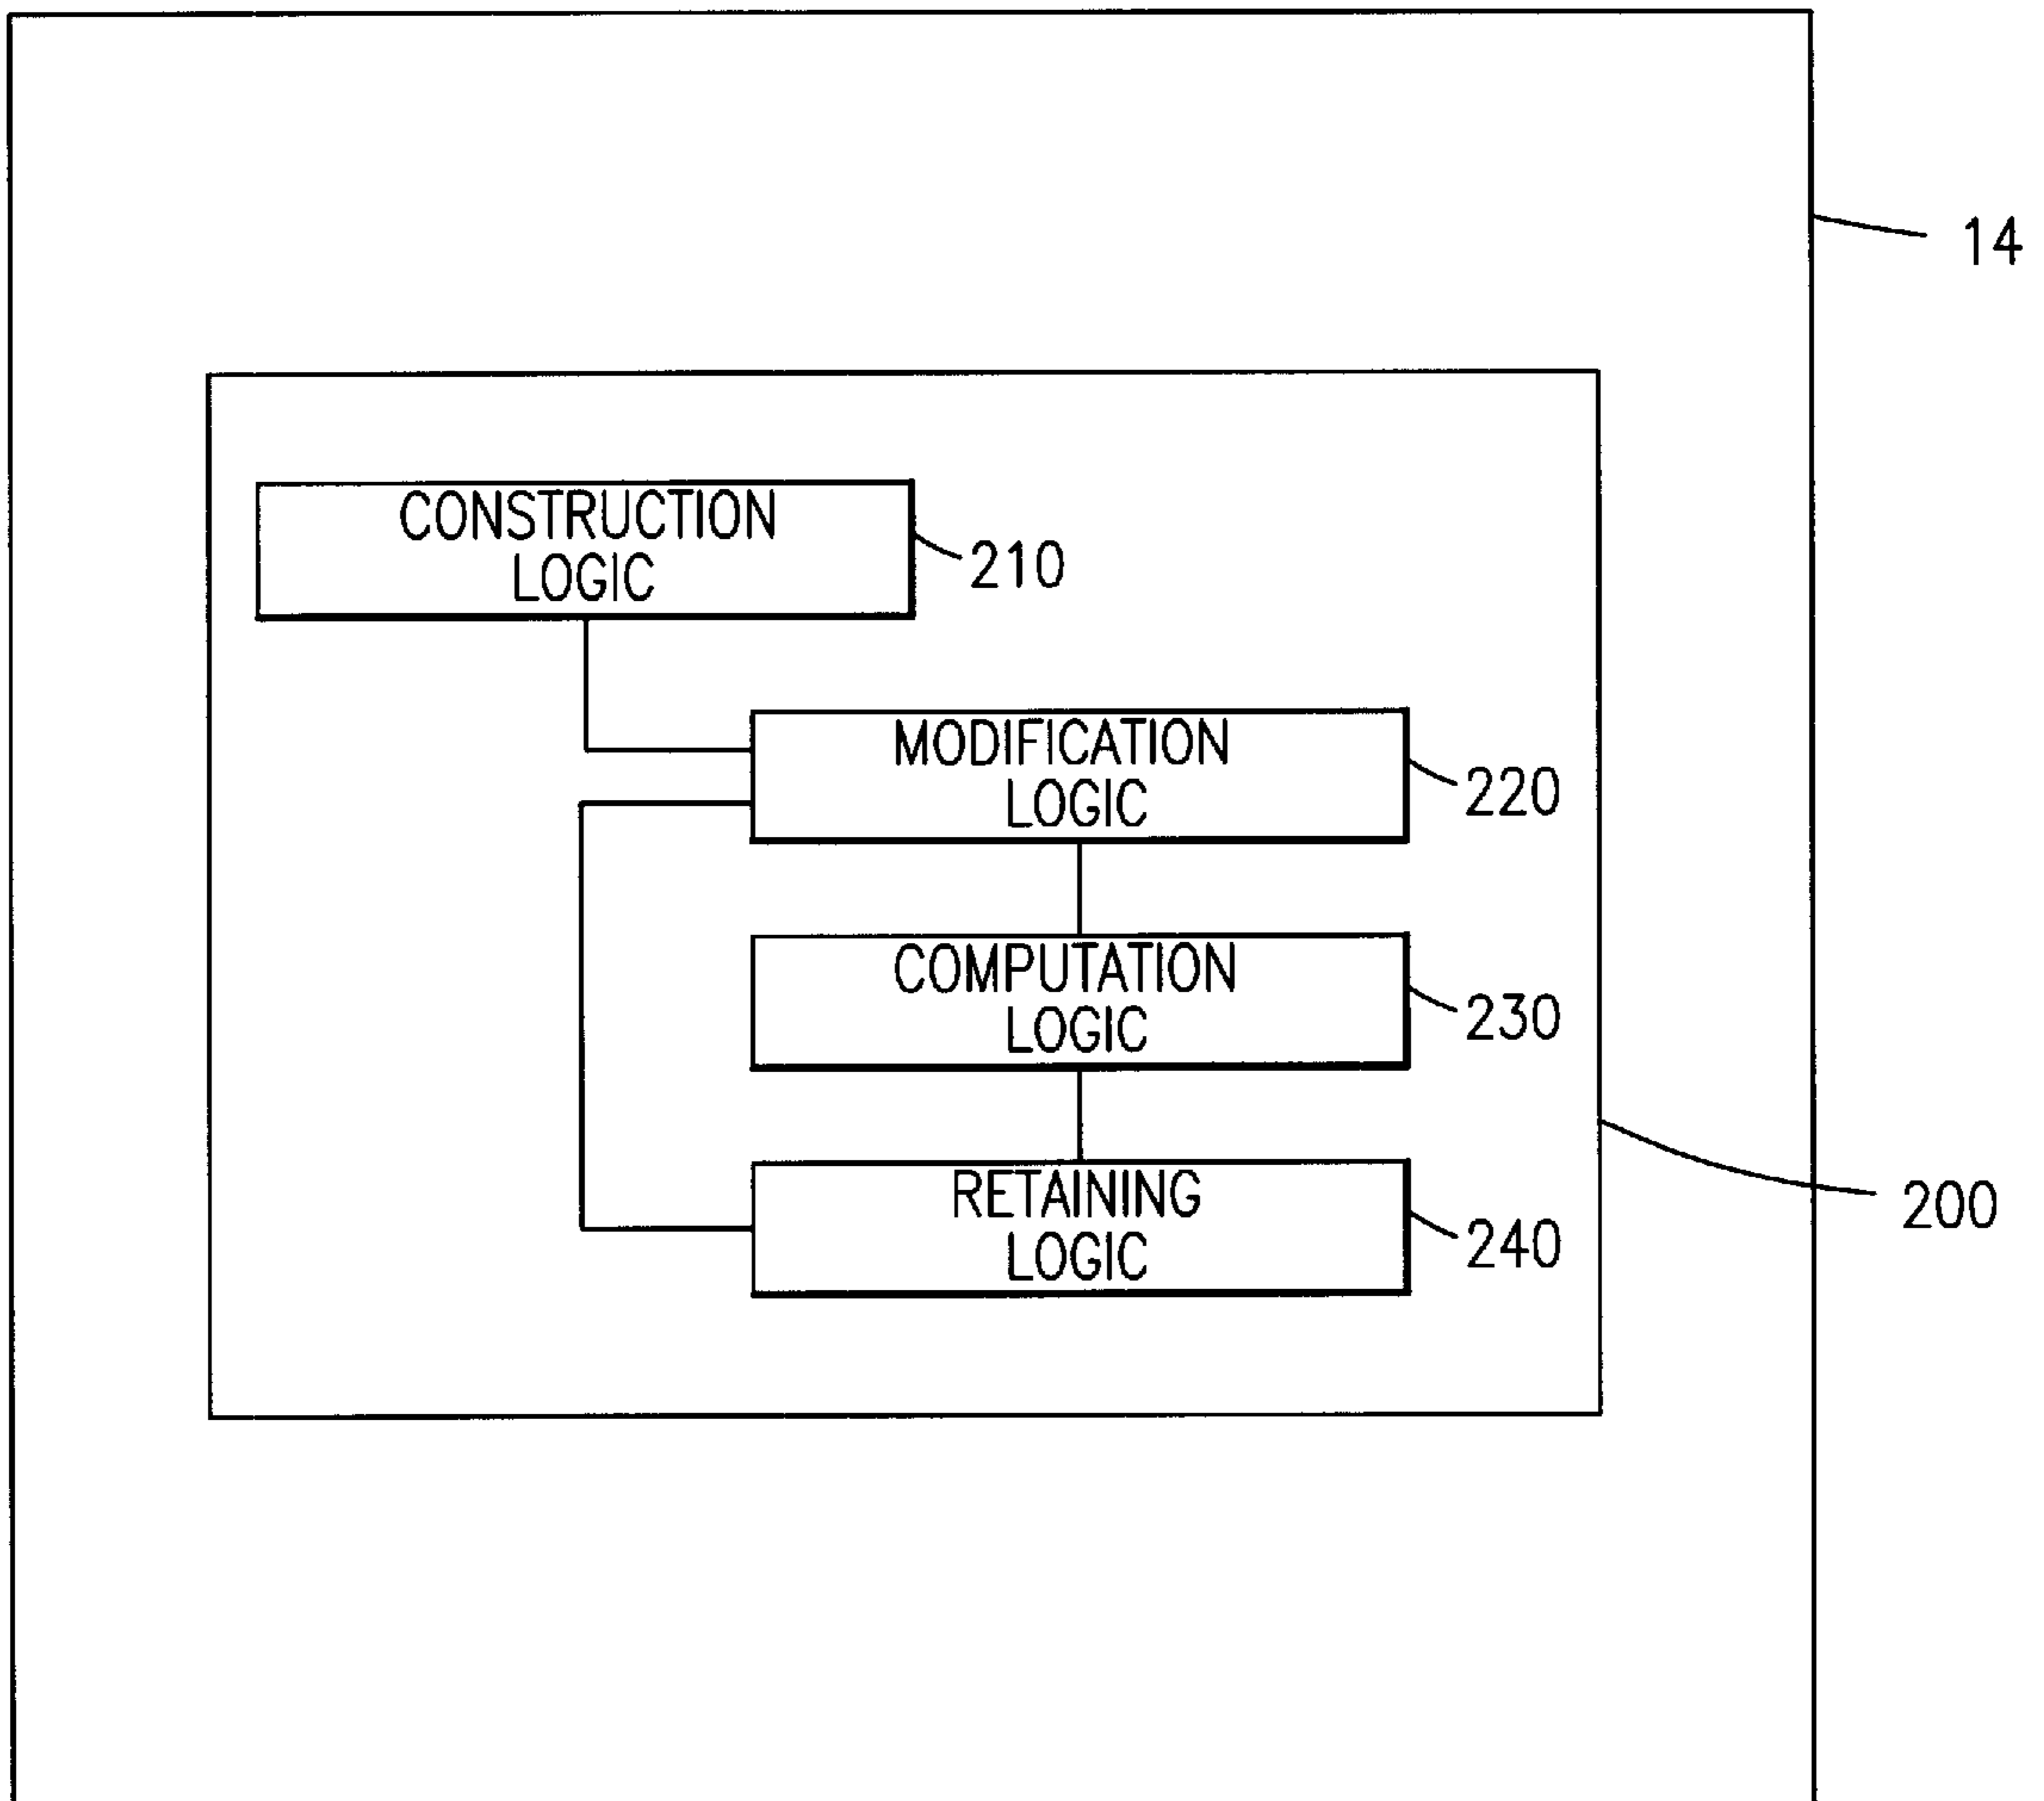 14
CONSTRUCTION
LOGIC
210
MODIFICATION
LOGIC
220
COMPUTATION
LOGIC
230
RETAINING
LOGIC
240
200